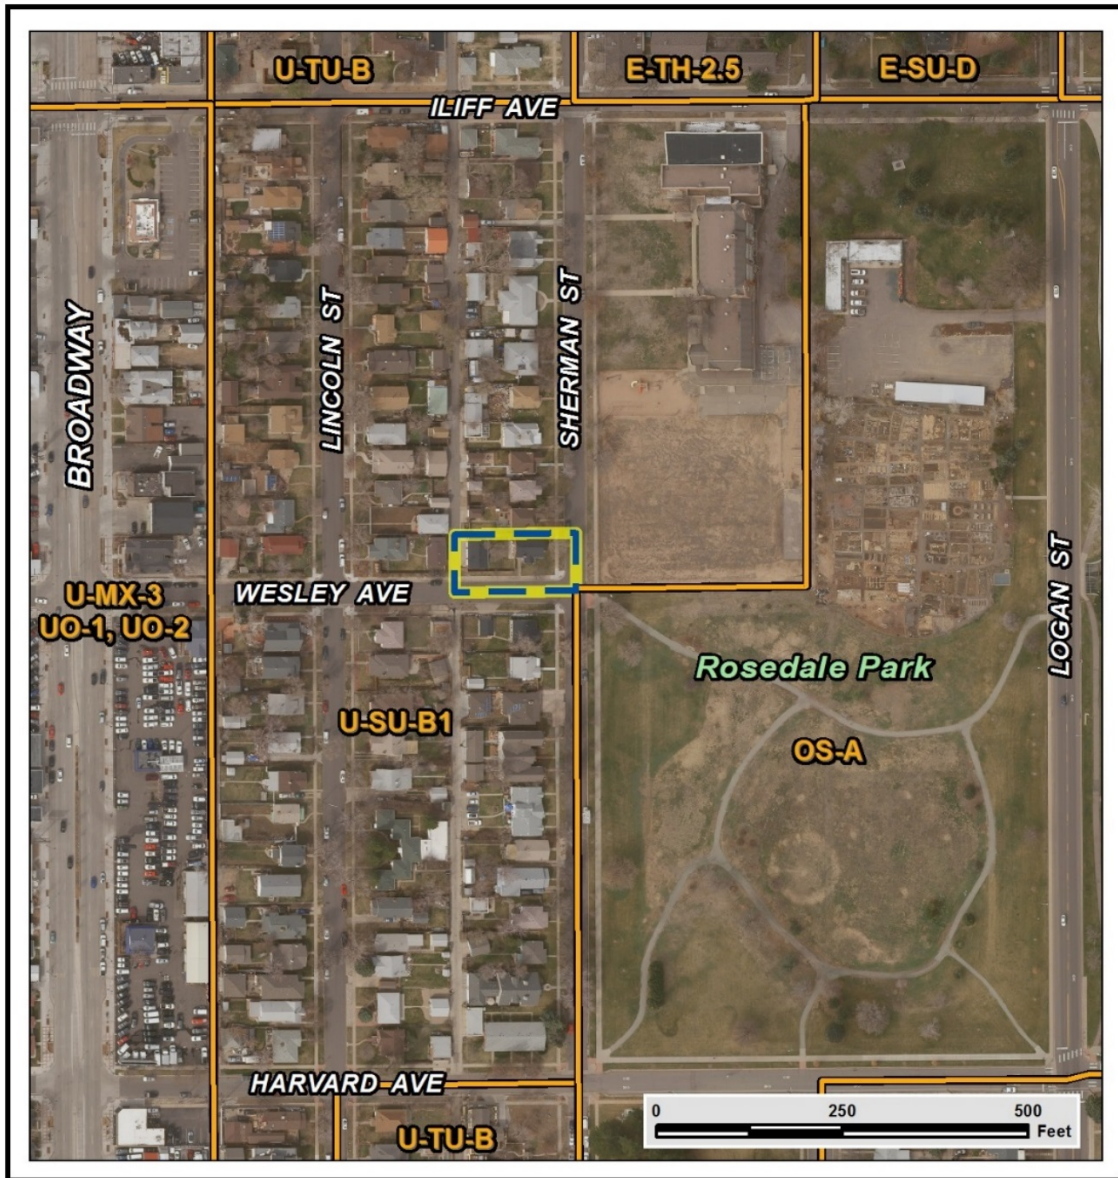 U-TU-B
E-TH-2.5
E-SU-D
ILIFF AVE
BROADWAY
LINCOLN ST
SHERMAN ST
LOGAN ST
WESLEY AVE
U-MX-3
UO-1, UO-2
Rosedale Park
U-SU-B1
OS-A
HARVARD AVE
U-TU-B
0 250 500
Feet